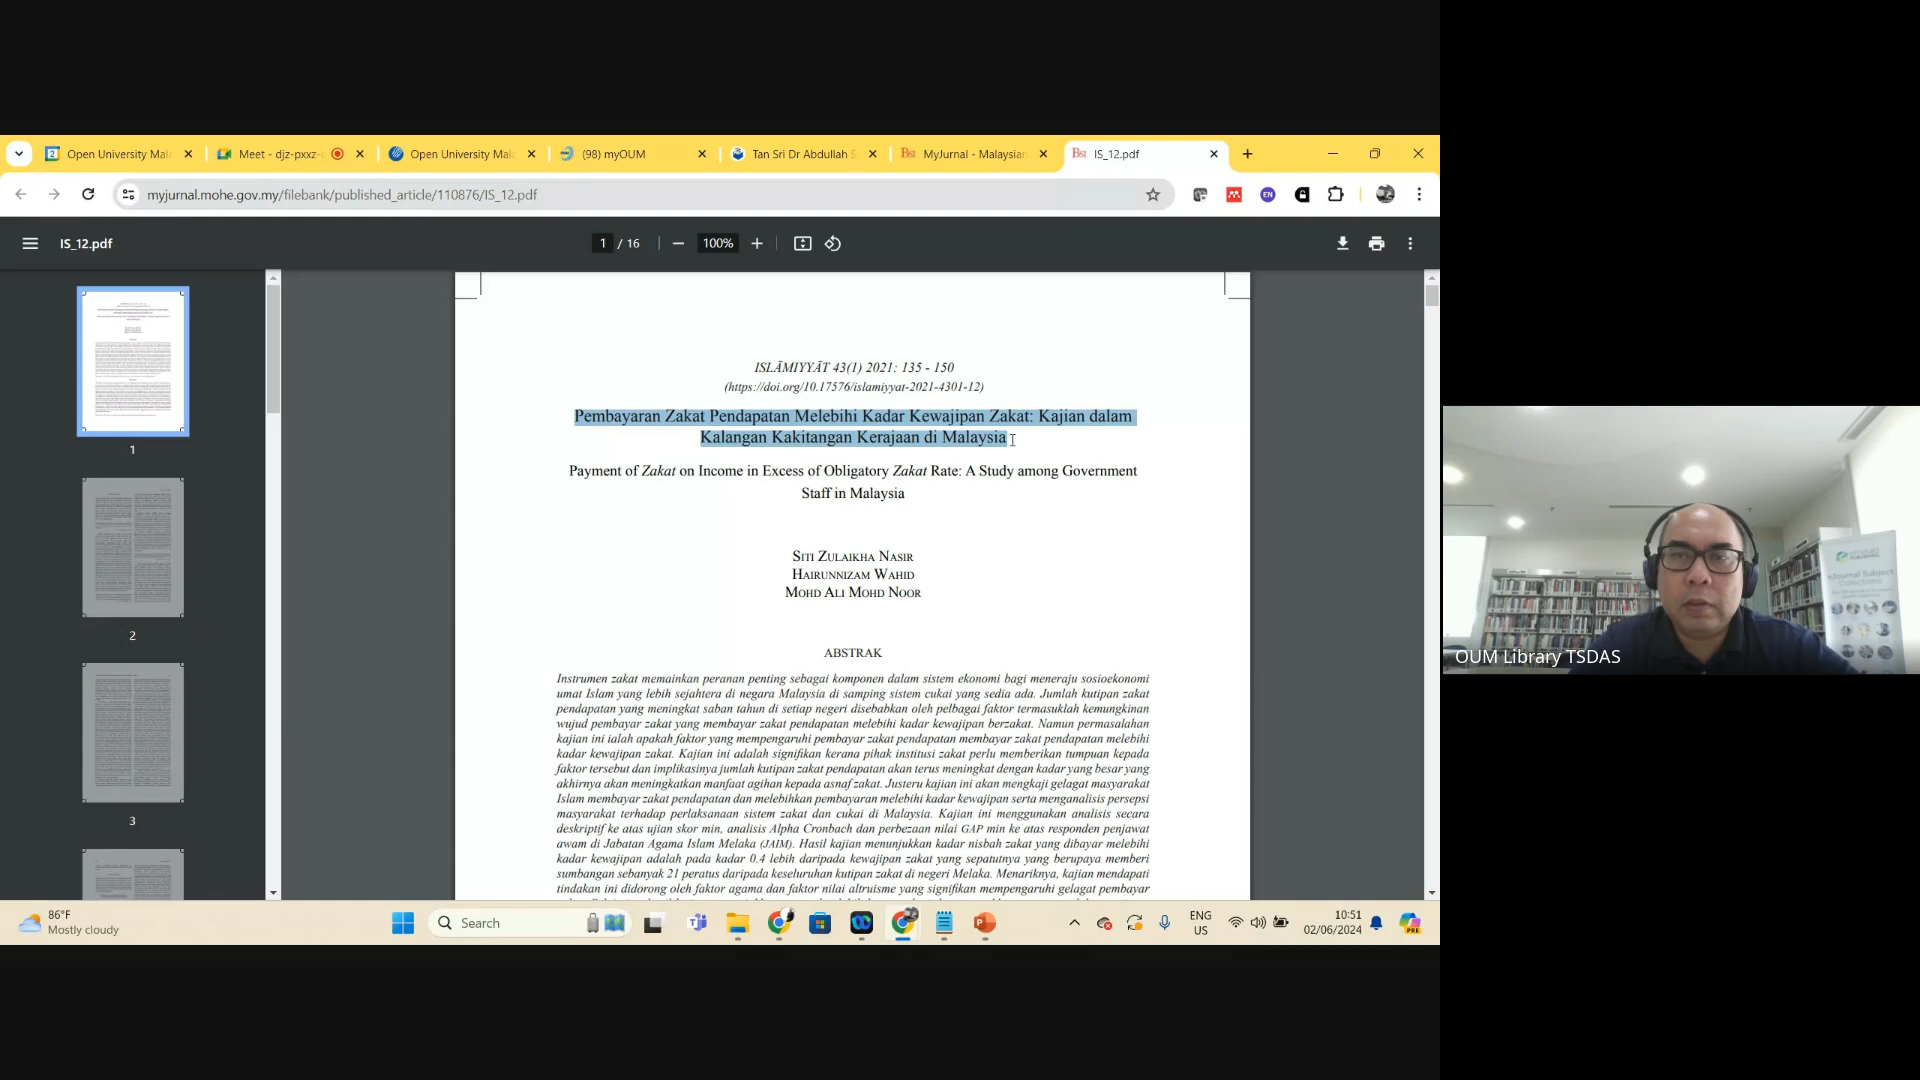 Open University Mal
Meet - djz-pxxz-
Open University Mal
(98) myOUM
Tan Sri Dr Abdullah S
MyJurnal - Malaysian
IS_12.pdf
myjurnal.mohe.gov.my/filebank/published_article/110876/IS_12.pdf
EN
IS_12.pdf
1 / 16
100%
1
2
3
ISLĀMIYYĀT 43(1) 2021: 135 - 150
(https://doi.org/10.17576/islamiyyat-2021-4301-12)
Pembayaran Zakat Pendapatan Melebihi Kadar Kewajipan Zakat: Kajian dalam
Kalangan Kakitangan Kerajaan di Malaysia
Payment of Zakat on Income in Excess of Obligatory Zakat Rate: A Study among Government
Staff in Malaysia
SITI ZULAIKHA NASIR
HAIRUNNIZAM WAHID
MOHD ALI MOHD NOOR
ABSTRAK
Instrumen zakat memainkan peranan penting sebagai komponen dalam sistem ekonomi bagi meneraju sosioekonomi
umat Islam yang lebih sejahtera di negara Malaysia di samping sistem cukai yang sedia ada. Jumlah kutipan zakat
pendapatan yang meningkat saban tahun di setiap negeri disebabkan oleh pelbagai faktor termasuklah kemungkinan
wujud pembayar zakat yang membayar zakat pendapatan melebihi kadar kewajipan berzakat. Namun permasalahan
kajian ini ialah apakah faktor yang mempengaruhi pembayar zakat pendapatan membayar zakat pendapatan melebihi
kadar kewajipan zakat. Kajian ini adalah signifikan kerana pihak institusi zakat perlu memberikan tumpuan kepada
faktor tersebut dan implikasinya jumlah kutipan zakat pendapatan akan terus meningkat dengan kadar yang besar yang
akhirnya akan meningkatkan manfaat agihan kepada asnaf zakat. Justeru kajian ini akan mengkaji gelagat masyarakat
Islam membayar zakat pendapatan dan melebihkan pembayaran melebihi kadar kewajipan serta menganalisis persepsi
masyarakat terhadap perlaksanaan sistem zakat dan cukai di Malaysia. Kajian ini menggunakan analisis secara
deskriptif ke atas ujian skor min, analisis Alpha Cronbach dan perbezaan nilai GAP min ke atas responden penjawat
awam di Jabatan Agama Islam Melaka (JAIM). Hasil kajian menunjukkan kadar nisbah zakat yang dibayar melebihi
kadar kewajipan adalah pada kadar 0.4 lebih daripada kewajipan zakat yang sepatutnya yang berupaya memberi
sumbangan sebanyak 21 peratus daripada keseluruhan kutipan zakat di negeri Melaka. Menariknya, kajian mendapati
tindakan ini didorong oleh faktor agama dan faktor nilai altruisme yang signifikan mempengaruhi gelagat pembayar
eJournal Subject
Collections
OUM Library TSDAS
86°F
Mostly cloudy
Search
ENG
US
10:51
02/06/2024
PRE